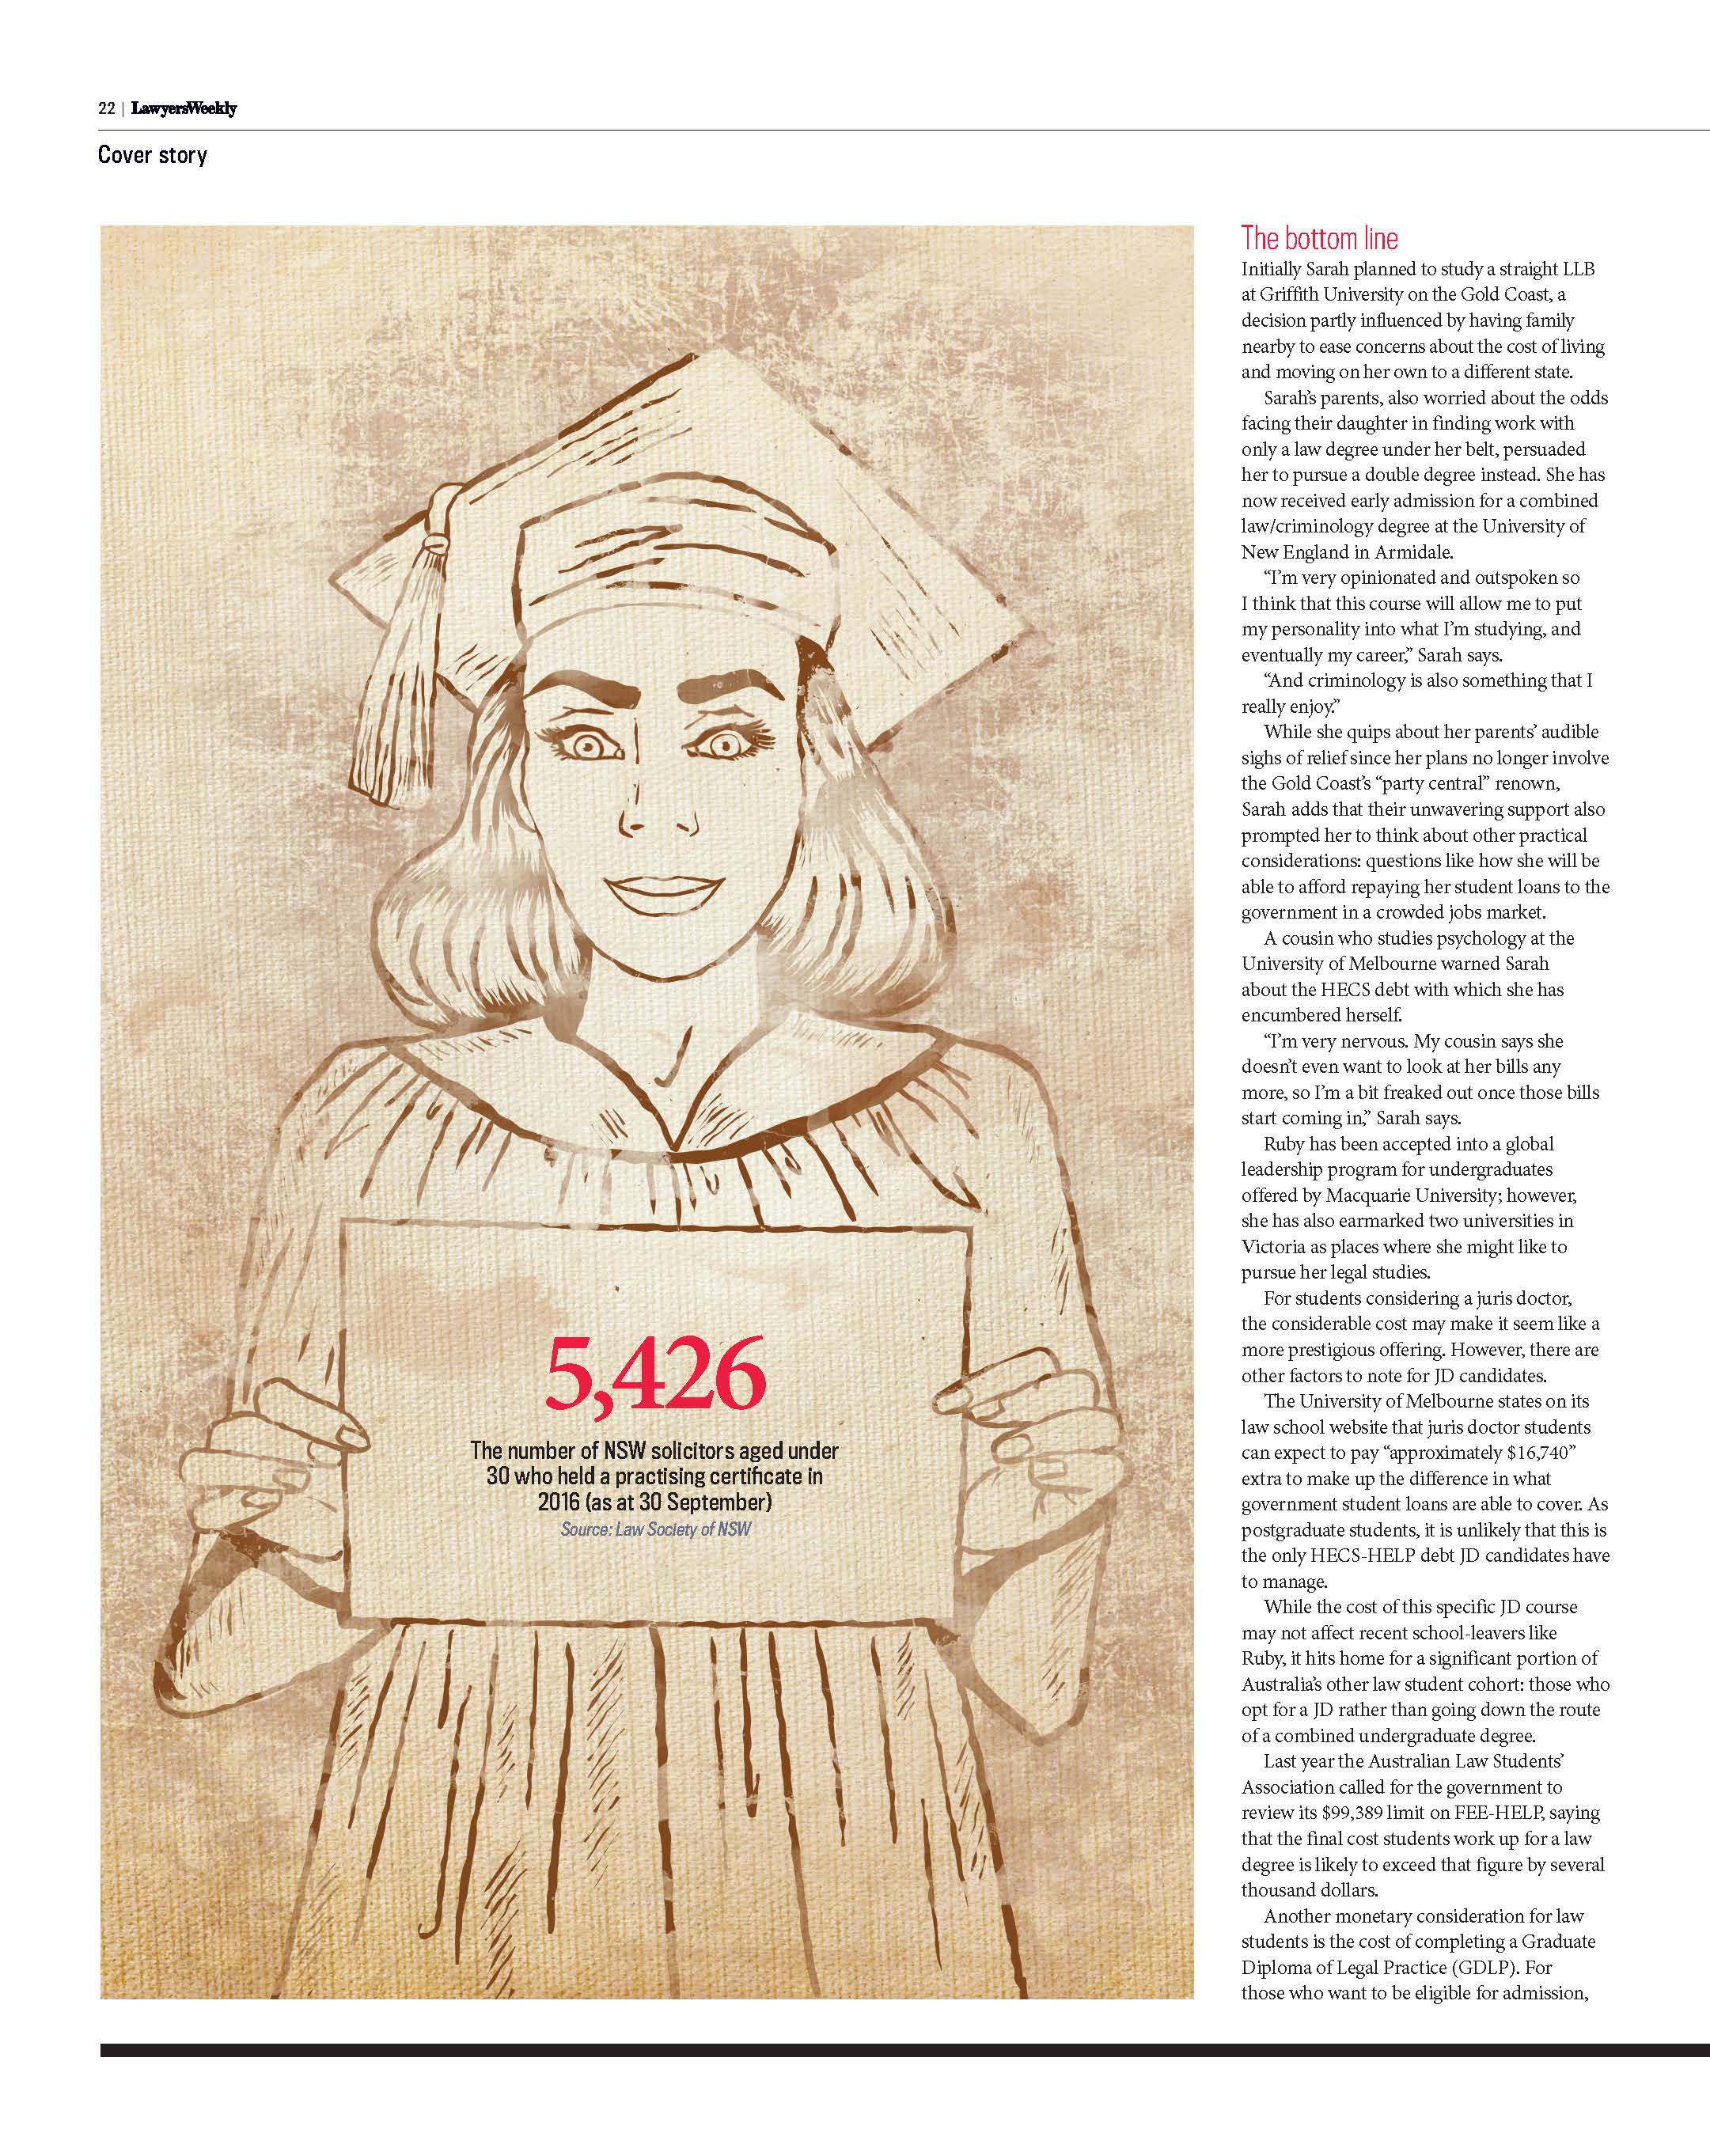 22 | LawyersWeekly
Cover story
5,426
The number of NSW solicitors aged under
30 who held a practising certificate in
2016 (as at 30 September)
Source: Law Society of NSW
The bottom line
Initially Sarah planned to study a straight LLB
at Griffith University on the Gold Coast, a
decision partly influenced by having family
nearby to ease concerns about the cost of living
and moving on her own to a different state.
Sarah’s parents, also worried about the odds
facing their daughter in finding work with
only a law degree under her belt, persuaded
her to pursue a double degree instead. She has
now received early admission for a combined
law/criminology degree at the University of
New England in Armidale.
“I’m very opinionated and outspoken so
I think that this course will allow me to put
my personality into what I’m studying, and
eventually my career,” Sarah says.
“And criminology is also something that I
really enjoy.”
While she quips about her parents’ audible
sighs of relief since her plans no longer involve
the Gold Coast’s “party central” renown,
Sarah adds that their unwavering support also
prompted her to think about other practical
considerations: questions like how she will be
able to afford repaying her student loans to the
government in a crowded jobs market.
A cousin who studies psychology at the
University of Melbourne warned Sarah
about the HECS debt with which she has
encumbered herself.
“I’m very nervous. My cousin says she
doesn’t even want to look at her bills any
more, so I’m a bit freaked out once those bills
start coming in,” Sarah says.
Ruby has been accepted into a global
leadership program for undergraduates
offered by Macquarie University; however,
she has also earmarked two universities in
Victoria as places where she might like to
pursue her legal studies.
For students considering a juris doctor,
the considerable cost may make it seem like a
more prestigious offering. However, there are
other factors to note for JD candidates.
The University of Melbourne states on its
law school website that juris doctor students
can expect to pay “approximately $16,740”
extra to make up the difference in what
government student loans are able to cover. As
postgraduate students, it is unlikely that this is
the only HECS-HELP debt JD candidates have
to manage.
While the cost of this specific JD course
may not affect recent school-leavers like
Ruby, it hits home for a significant portion of
Australia’s other law student cohort: those who
opt for a JD rather than going down the route
of a combined undergraduate degree.
Last year the Australian Law Students’
Association called for the government to
review its $99,389 limit on FEE-HELP, saying
that the final cost students work up for a law
degree is likely to exceed that figure by several
thousand dollars.
Another monetary consideration for law
students is the cost of completing a Graduate
Diploma of Legal Practice (GDLP). For
those who want to be eligible for admission,